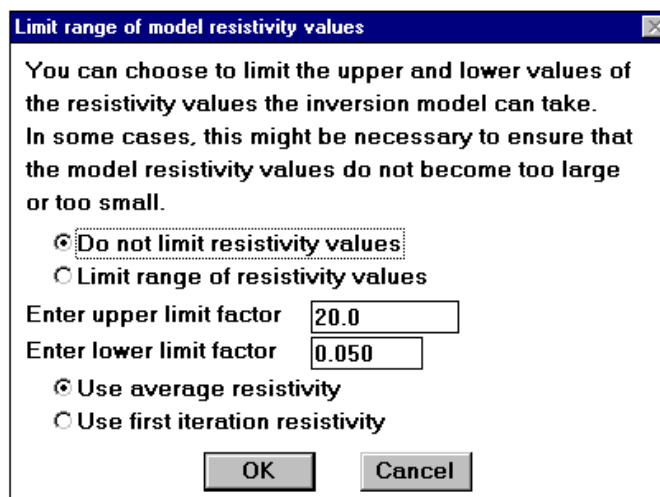 Limit range of model resistivity values
You can choose to limit the upper and lower values of
the resistivity values the inversion model can take.
In some cases, this might be necessary to ensure that
the model resistivity values do not become too large
or too small.
Do not limit resistivity values
Limit range of resistivity values
Enter upper limit factor 20.0
Enter lower limit factor 0.050
Use average resistivity
Use first iteration resistivity
OK Cancel